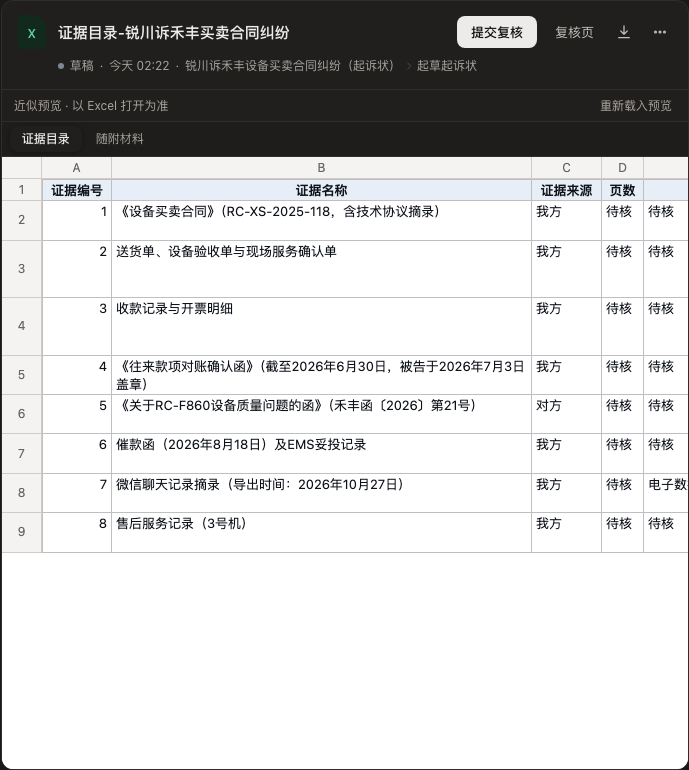 X
证据目录-锐川诉禾丰买卖合同纠纷
提交复核
复核页
草稿 · 今天 02:22 · 锐川诉禾丰设备买卖合同纠纷（起诉状） > 起草起诉状
近似预览 · 以 Excel 打开为准
重新载入预览
证据目录
随附材料
A B C D
1 证据编号 证据名称 证据来源 页数
2 1 《设备买卖合同》（RC-XS-2025-118，含技术协议摘录） 我方 待核 待核
3 2 送货单、设备验收单与现场服务确认单 我方 待核 待核
4 3 收款记录与开票明细 我方 待核 待核
5 4 《往来款项对账确认函》（截至2026年6月30日，被告于2026年7月3日 我方 待核 待核
盖章）
6 5 《关于RC-F860设备质量问题的函》（禾丰函〔2026〕第21号） 对方 待核 待核
7 6 催款函（2026年8月18日）及EMS妥投记录 我方 待核 待核
8 7 微信聊天记录摘录（导出时间：2026年10月27日） 我方 待核 电子数
9 8 售后服务记录（3号机） 我方 待核 待核